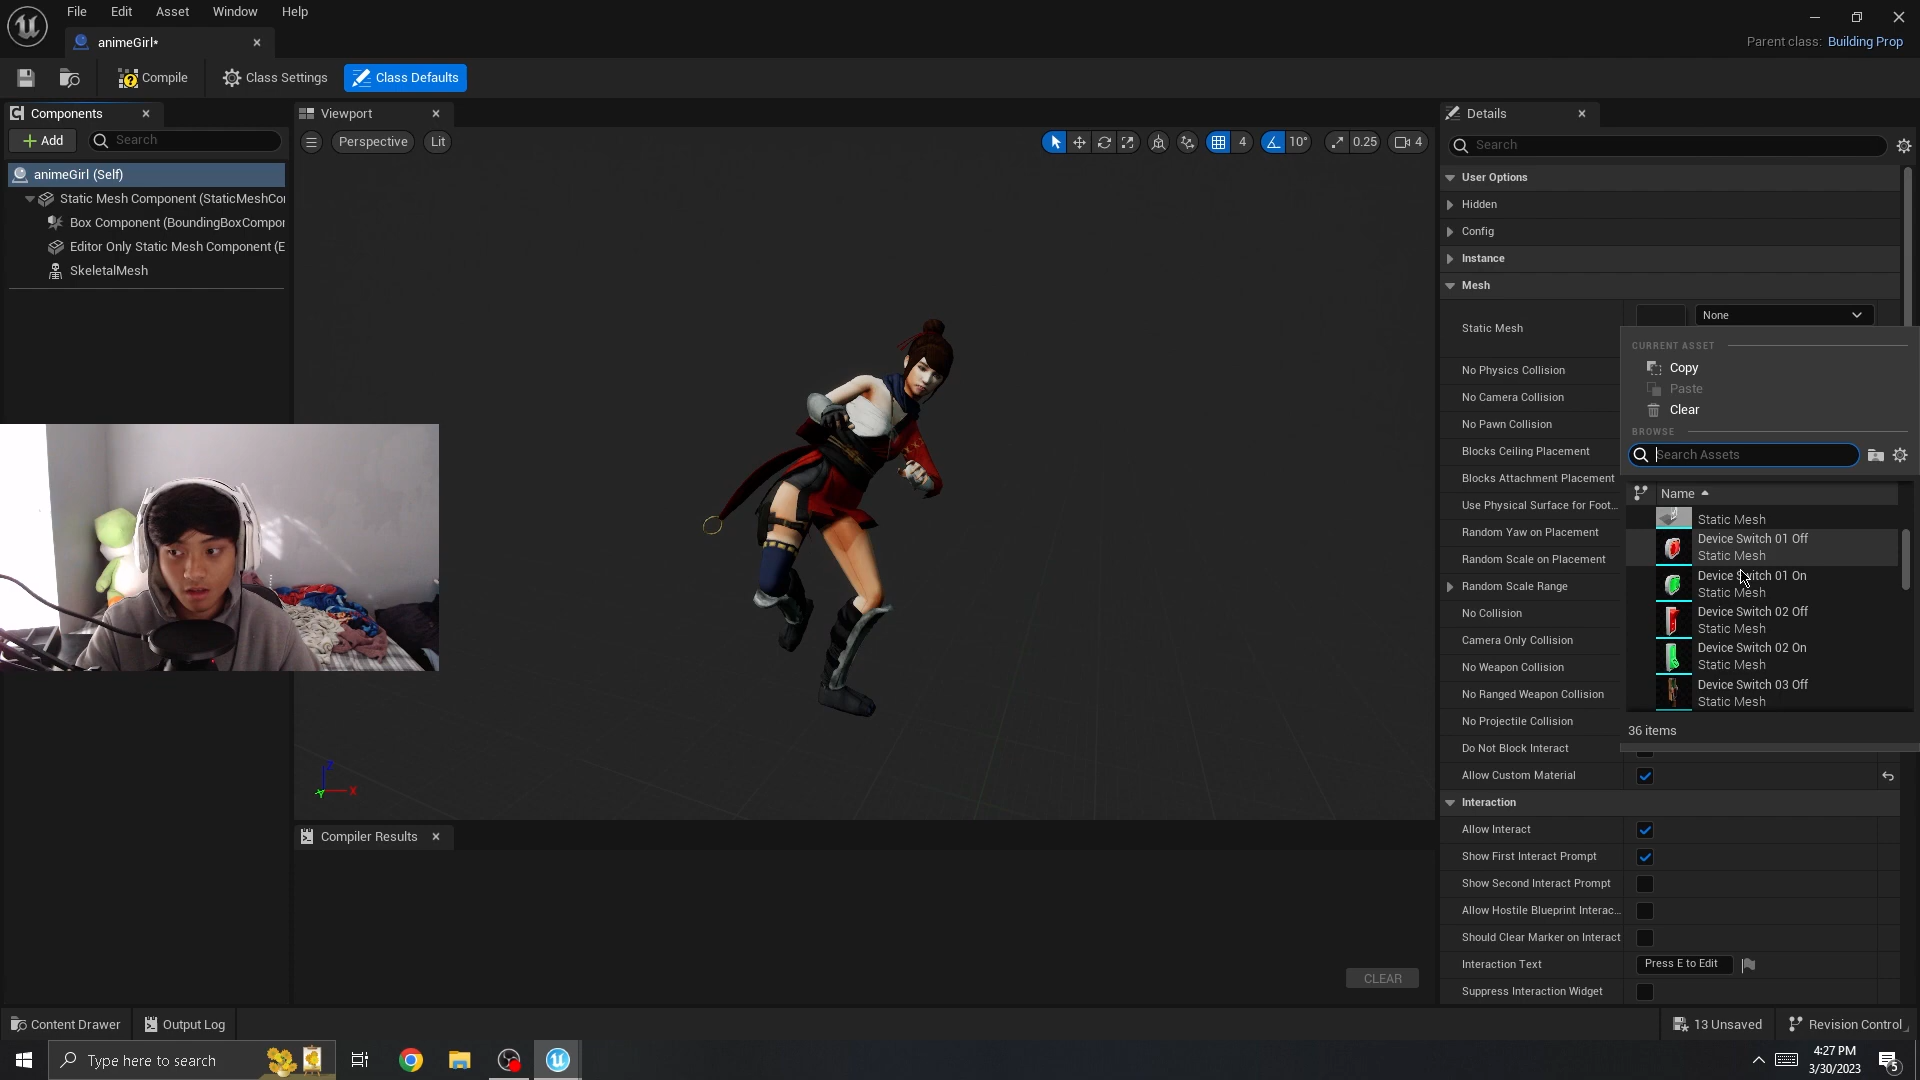 File Edit Asset Window Help
animeGirl*
Parent class: Building Prop
Compile Class Settings Class Defaults
Components
Add
Search
animeGirl (Self)
Static Mesh Component (StaticMeshCo
Box Component (BoundingBoxCompor
Editor Only Static Mesh Component (E
SkeletalMesh
Viewport
Perspective Lit
4 10° 0.25 4
Compiler Results
CLEAR
Details
Search
User Options
Hidden
Config
Instance
Mesh
Static Mesh
None
No Physics Collision
No Camera Collision
No Pawn Collision
Blocks Ceiling Placement
Blocks Attachment Placement
Use Physical Surface for Foot...
Random Yaw on Placement
Random Scale on Placement
Random Scale Range
No Collision
Camera Only Collision
No Weapon Collision
No Ranged Weapon Collision
No Projectile Collision
Do Not Block Interact
Allow Custom Material
Interaction
Allow Interact
Show First Interact Prompt
Show Second Interact Prompt
Allow Hostile Blueprint Interac...
Should Clear Marker on Interact
Interaction Text
Press E to Edit
Suppress Interaction Widget
CURRENT ASSET
Copy
Paste
Clear
BROWSE
Search Assets
Name
Static Mesh
Device Switch 01 Off
Static Mesh
Device Switch 01 On
Static Mesh
Device Switch 02 Off
Static Mesh
Device Switch 02 On
Static Mesh
Device Switch 03 Off
Static Mesh
36 items
Content Drawer Output Log
13 Unsaved Revision Control
Type here to search
4:27 PM
3/30/2023
5
X
Z
Y